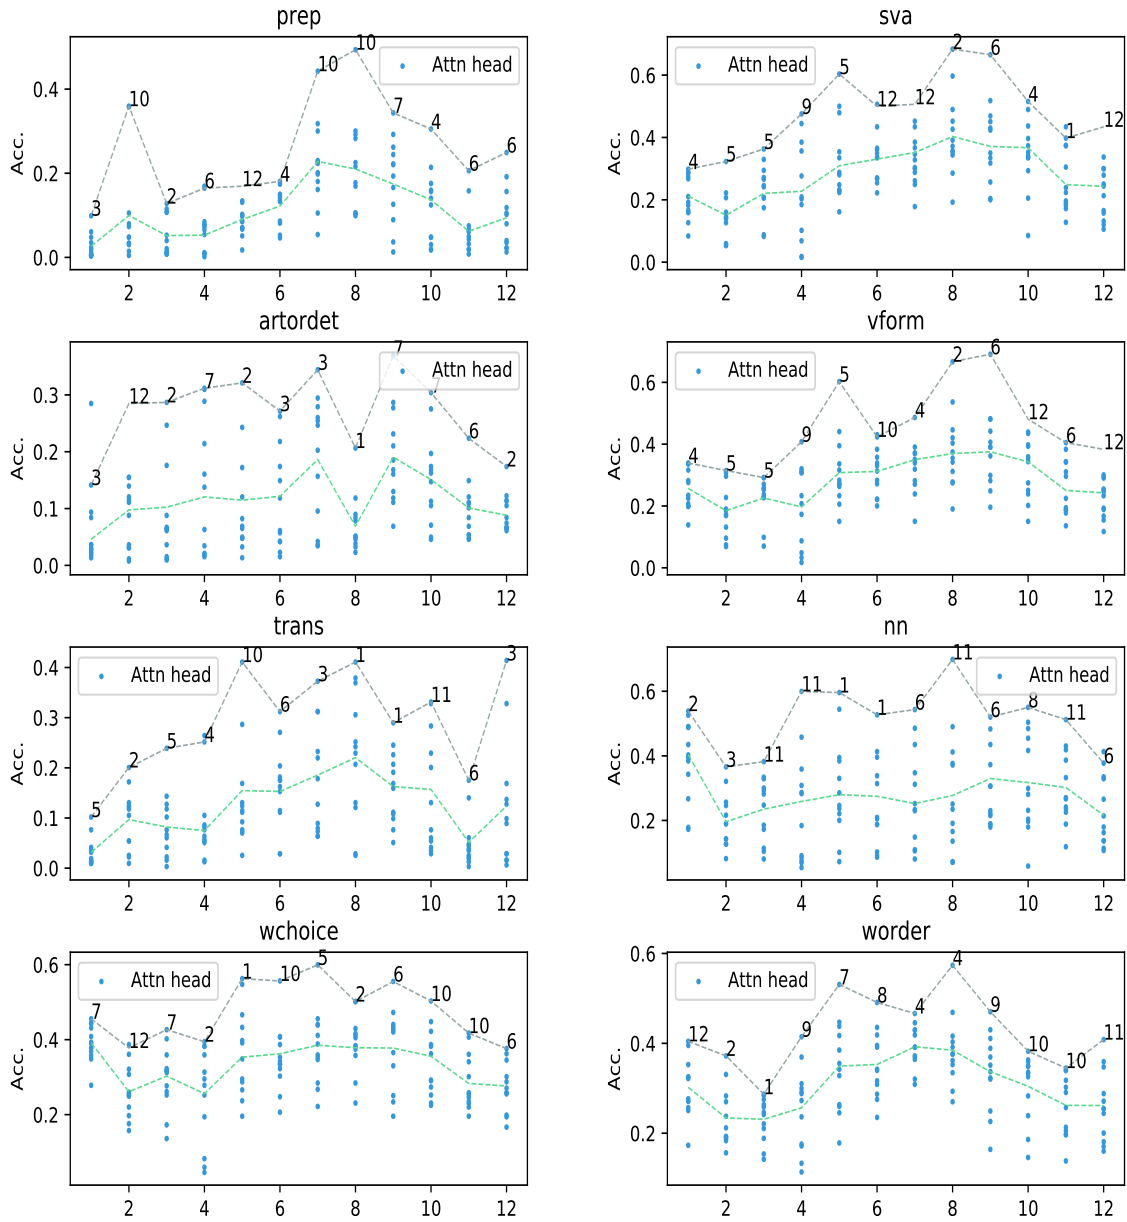 prep
Acc.
0.4
0.2
0.0
Attn head
3 10 2 6 12 4 10 10 7 4 6 6
2 4 6 8 10 12
sva
Acc.
0.6
0.4
0.2
0.0
Attn head
4 5 5 9 5 12 12 2 6 4 1 12
2 4 6 8 10 12
artordet
Acc.
0.3
0.2
0.1
0.0
Attn head
3 12 2 7 2 3 3 1 7 7 6 2
2 4 6 8 10 12
vform
Acc.
0.6
0.4
0.2
0.0
Attn head
4 5 5 9 5 10 4 2 6 12 6 12
2 4 6 8 10 12
trans
Acc.
0.4
0.3
0.2
0.1
0.0
Attn head
5 2 5 4 10 6 3 1 1 11 6 3
2 4 6 8 10 12
nn
Acc.
0.6
0.4
0.2
Attn head
2 3 11 11 1 1 6 11 6 8 11 6
2 4 6 8 10 12
wchoice
Acc.
0.6
0.4
0.2
Attn head
7 12 7 2 1 10 5 2 6 10 10 6
2 4 6 8 10 12
worder
Acc.
0.6
0.4
0.2
Attn head
12 2 1 9 7 8 4 4 9 10 10 11
2 4 6 8 10 12